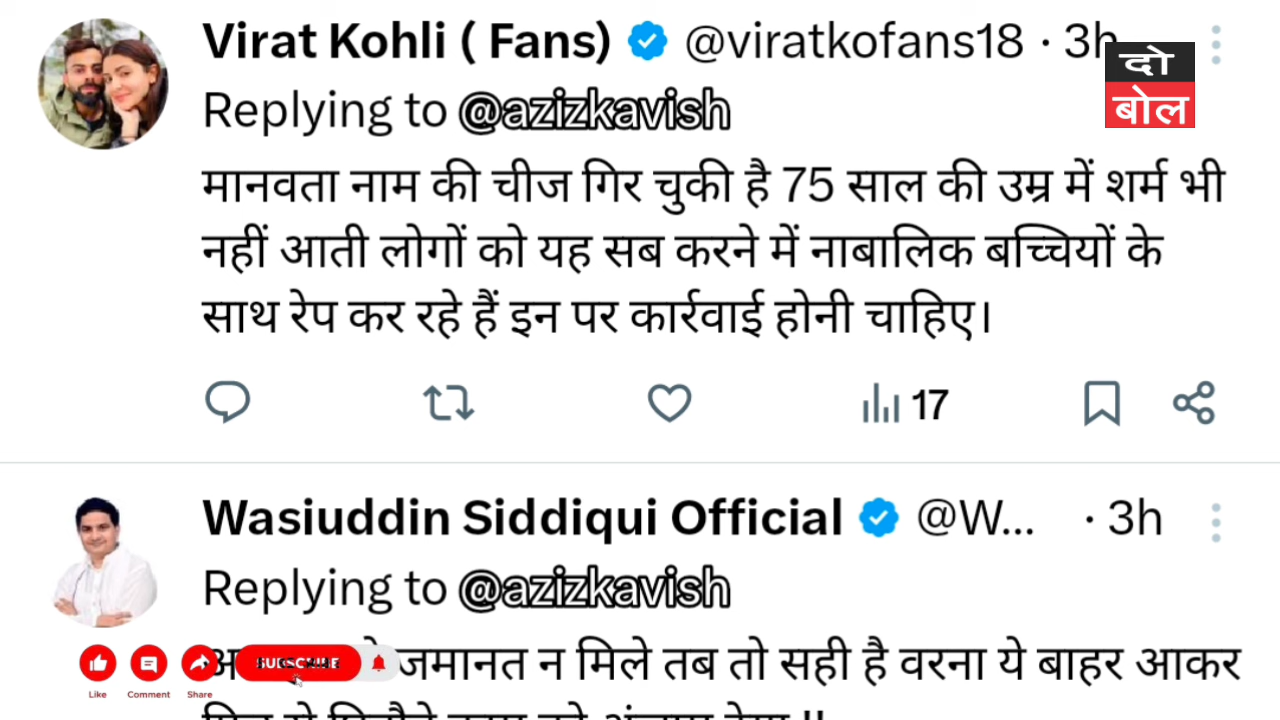 Virat Kohli ( Fans) @viratkofans18 · 3h
दो
बोल
Replying to @azizkavish
मानवता नाम की चीज गिर चुकी है 75 साल की उम्र में शर्म भी
नहीं आती लोगों को यह सब करने में नाबालिक बच्चियों के
साथ रेप कर रहे हैं इन पर कार्रवाई होनी चाहिए।
17
Wasiuddin Siddiqui Official @W... · 3h
Replying to @azizkavish
जमानत न मिले तब तो सही है वरना ये बाहर आकर
SUBSCRIBE
Like Comment Share